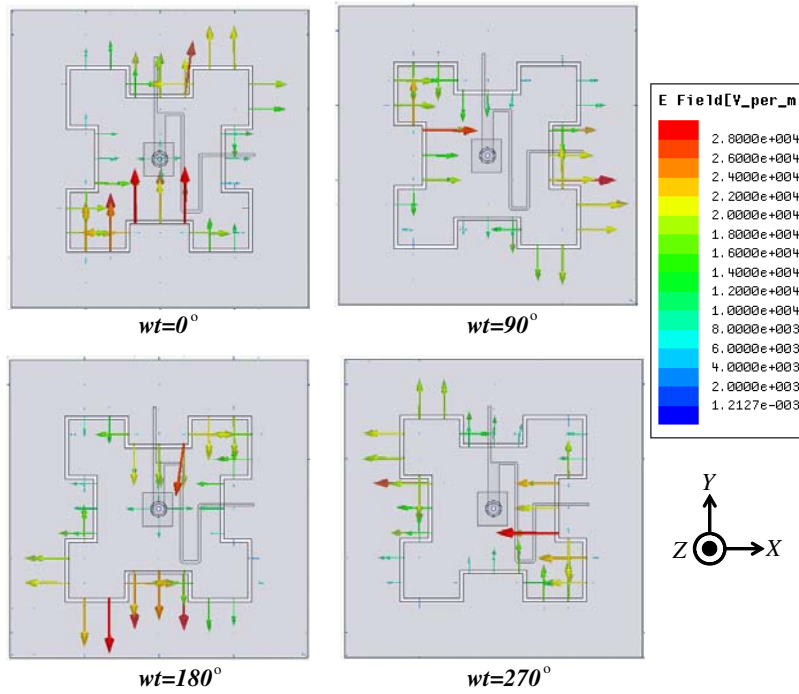 wt=0°
wt=90°
E Field[V_per_m
2.8000e+004
2.6000e+004
2.4000e+004
2.2000e+004
2.0000e+004
1.8000e+004
1.6000e+004
1.4000e+004
1.2000e+004
1.0000e+004
8.0000e+003
6.0000e+003
4.0000e+003
2.0000e+003
1.2127e-003
wt=180°
wt=270°
Y
Z
X